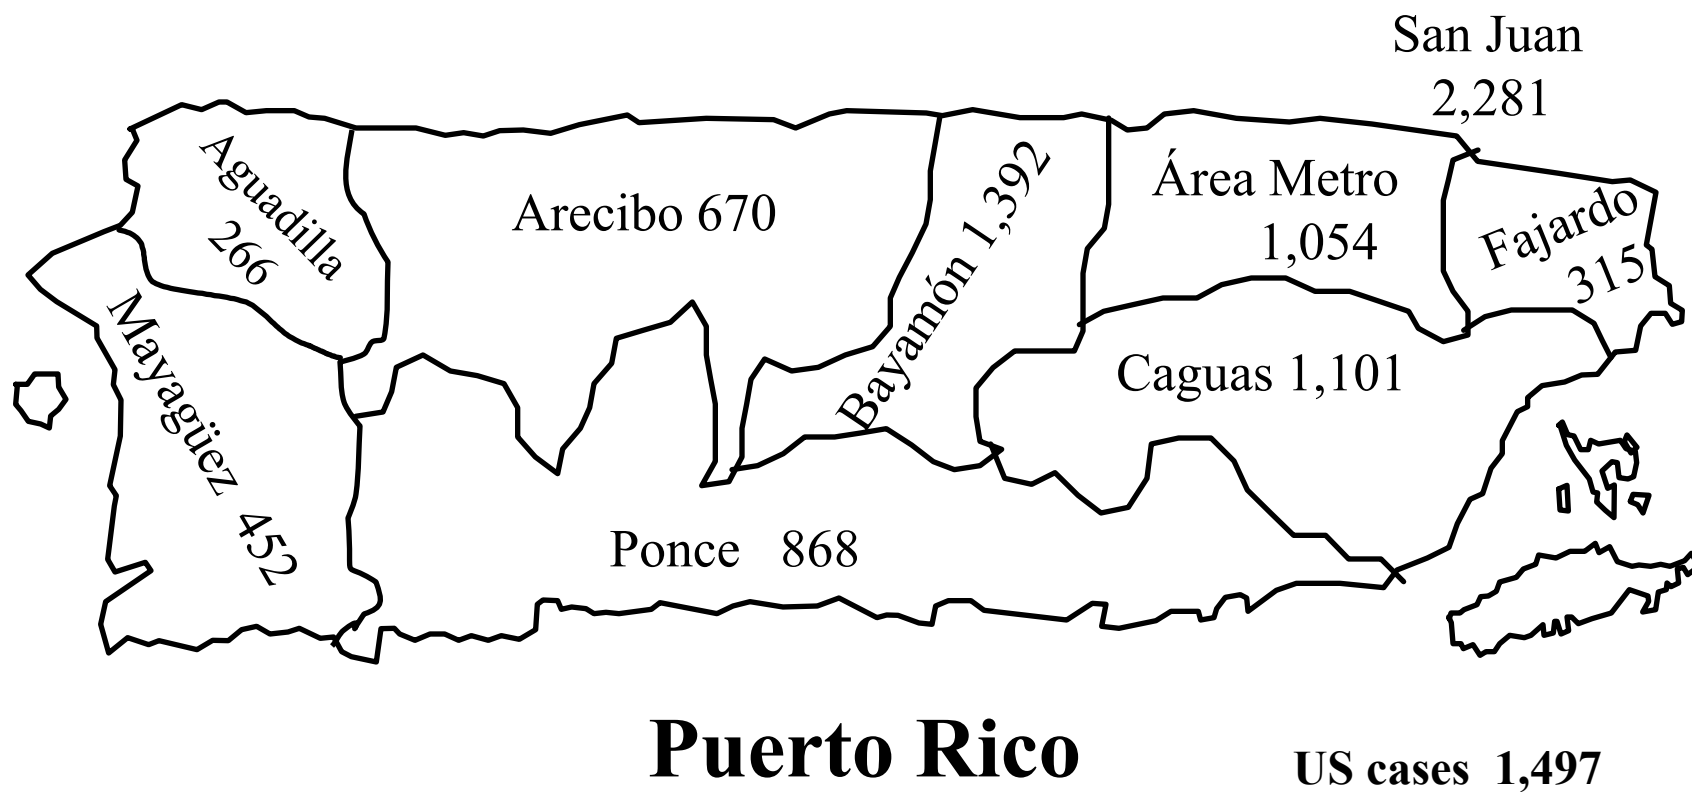 San Juan
2,281
Aguadilla
266
Arecibo 670
Bayamón 1,392
Área Metro
1,054
Fajardo
315
Mayagüez 452
Caguas 1,101
Ponce 868
Puerto Rico
US cases 1,497